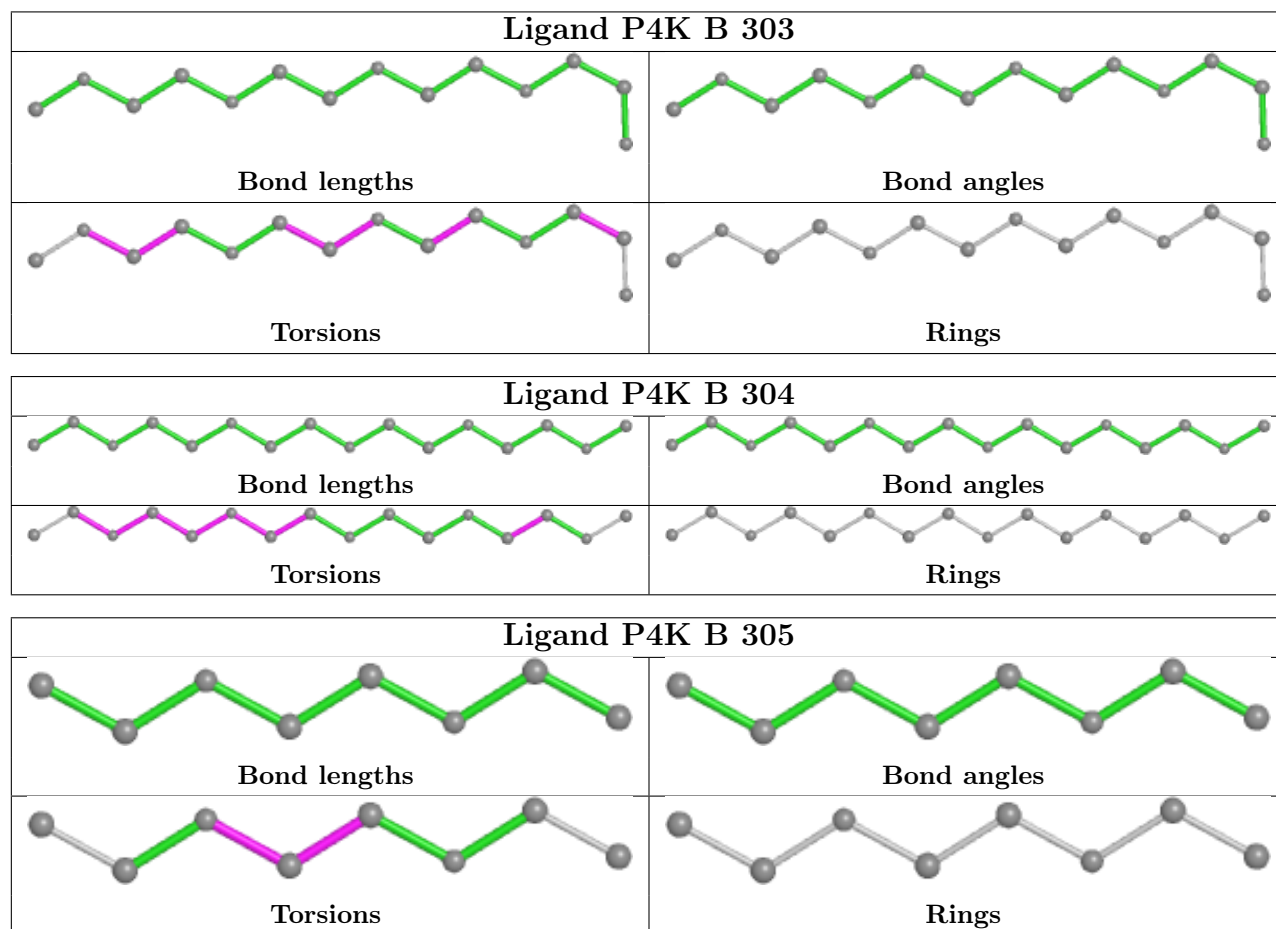 Ligand P4K B 303
Bond lengths
Bond angles
Torsions
Rings
Ligand P4K B 304
Bond lengths
Bond angles
Torsions
Rings
Ligand P4K B 305
Bond lengths
Bond angles
Torsions
Rings